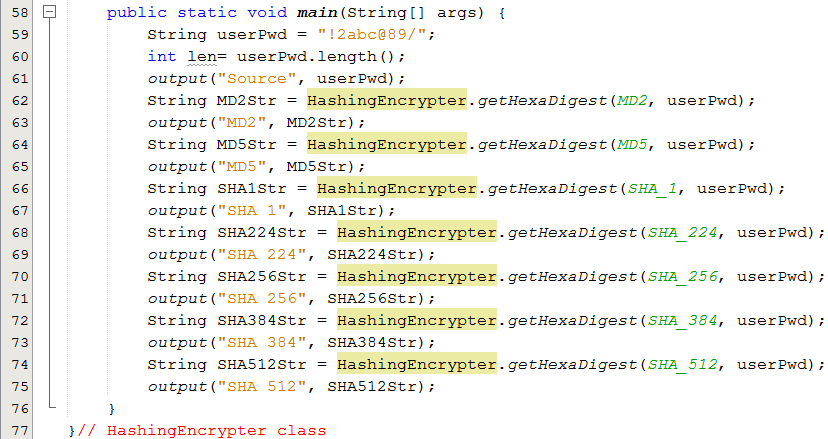 58 public static void main(String[] args) {
59 String userPwd = "!2abc@89/";
60 int len= userPwd.length();
61 output("Source", userPwd);
62 String MD2Str = HashingEncrypter.getHexaDigest(MD2, userPwd);
63 output("MD2", MD2Str);
64 String MD5Str = HashingEncrypter.getHexaDigest(MD5, userPwd);
65 output("MD5", MD5Str);
66 String SHA1Str = HashingEncrypter.getHexaDigest(SHA_1, userPwd);
67 output("SHA 1", SHA1Str);
68 String SHA224Str = HashingEncrypter.getHexaDigest(SHA_224, userPwd);
69 output("SHA 224", SHA224Str);
70 String SHA256Str = HashingEncrypter.getHexaDigest(SHA_256, userPwd);
71 output("SHA 256", SHA256Str);
72 String SHA384Str = HashingEncrypter.getHexaDigest(SHA_384, userPwd);
73 output("SHA 384", SHA384Str);
74 String SHA512Str = HashingEncrypter.getHexaDigest(SHA_512, userPwd);
75 output("SHA 512", SHA512Str);
76 }
77 }// HashingEncrypter class